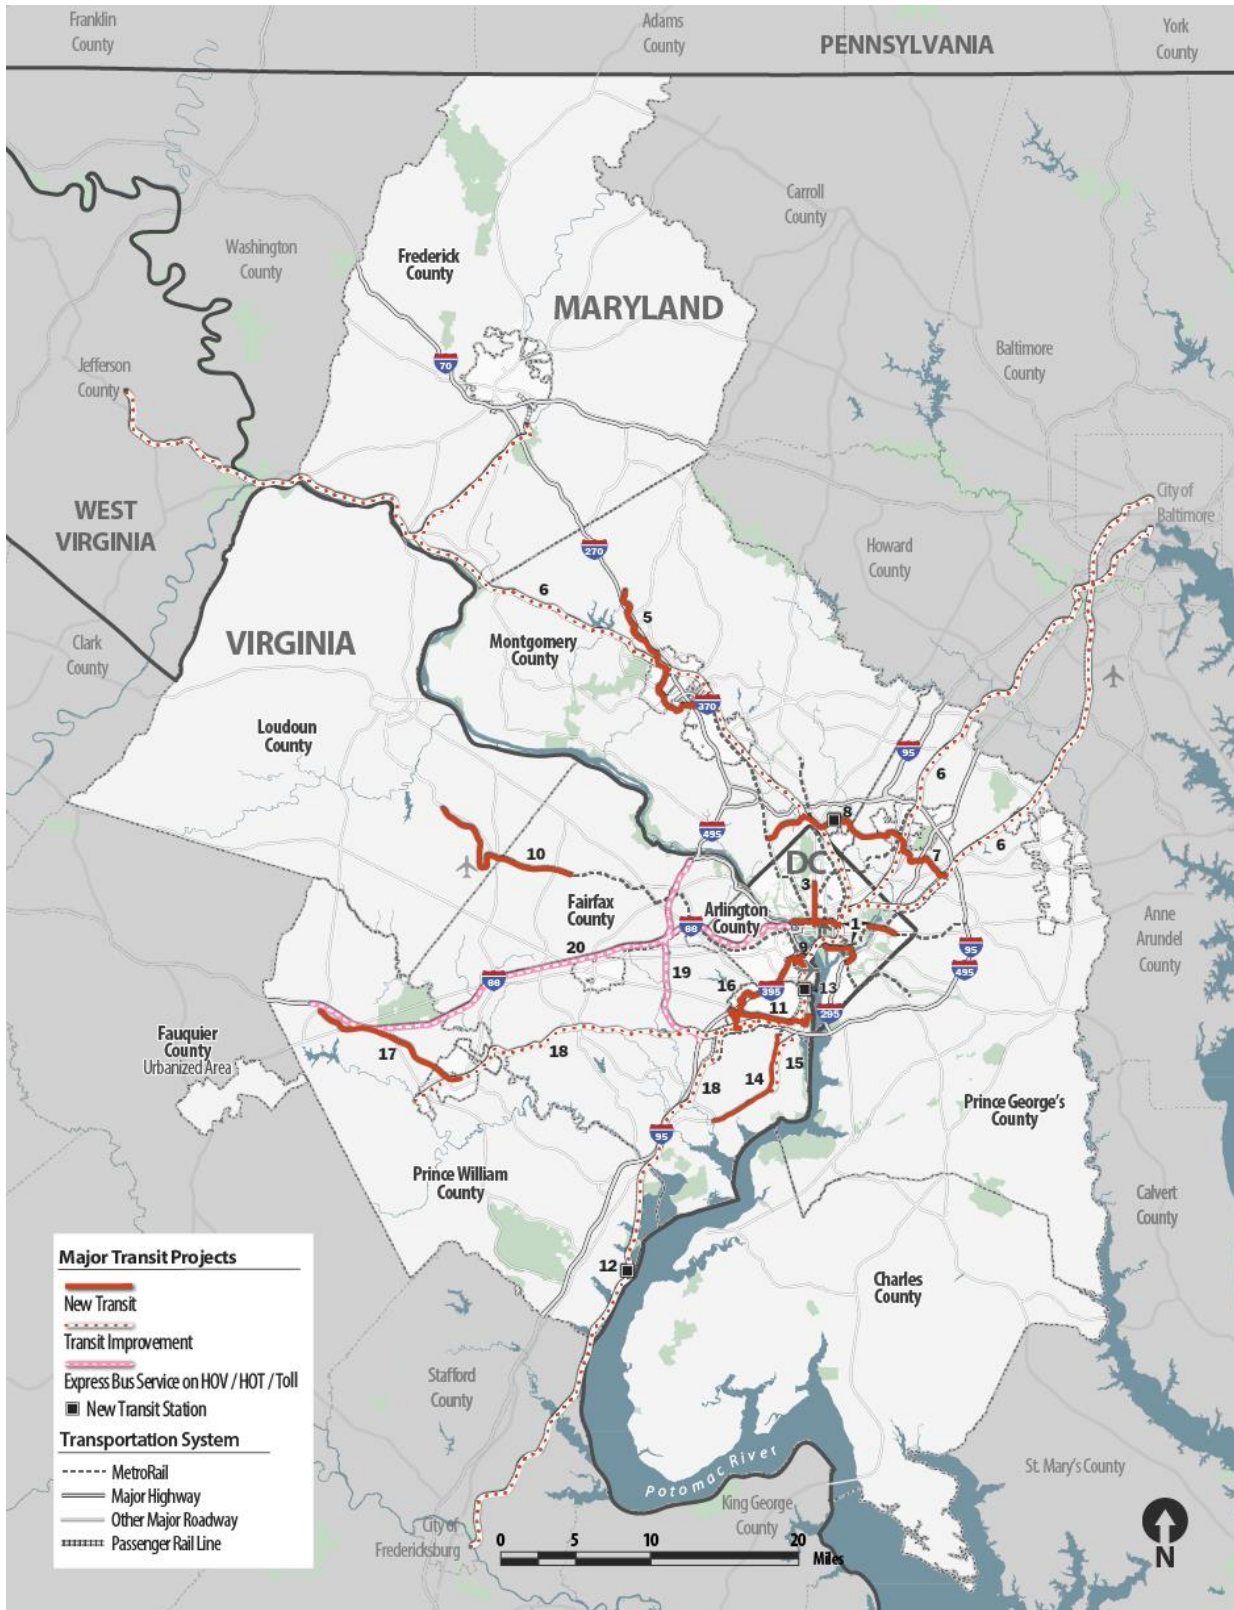 Franklin
County
Adams
County
York
County
PENNSYLVANIA
Carroll
County
Washington
County
Frederick
County
MARYLAND
Baltimore
County
Jefferson
County
70
City of
Baltimore
WEST
VIRGINIA
270
Howard
County
6
5
Clark
County
VIRGINIA
Montgomery
County
370
Loudoun
County
95
6
495
8
6
7
10
DC
3
Fairfax
County
Arlington
County
1
Anne
Arundel
County
66
20
9
95
495
19
66
16
395
13
11
295
Fauquier
County
Urbanized Area
17
18
15
18
14
Prince George's
County
95
Prince William
County
Calvert
County
12
Charles
County
Stafford
County
Potomac River
St. Mary's County
King George
County
City of
Fredericksburg
Major Transit Projects
New Transit
Transit Improvement
Express Bus Service on HOV / HOT / Toll
New Transit Station
Transportation System
MetroRail
Major Highway
Other Major Roadway
Passenger Rail Line
0 5 10 20
Miles
N